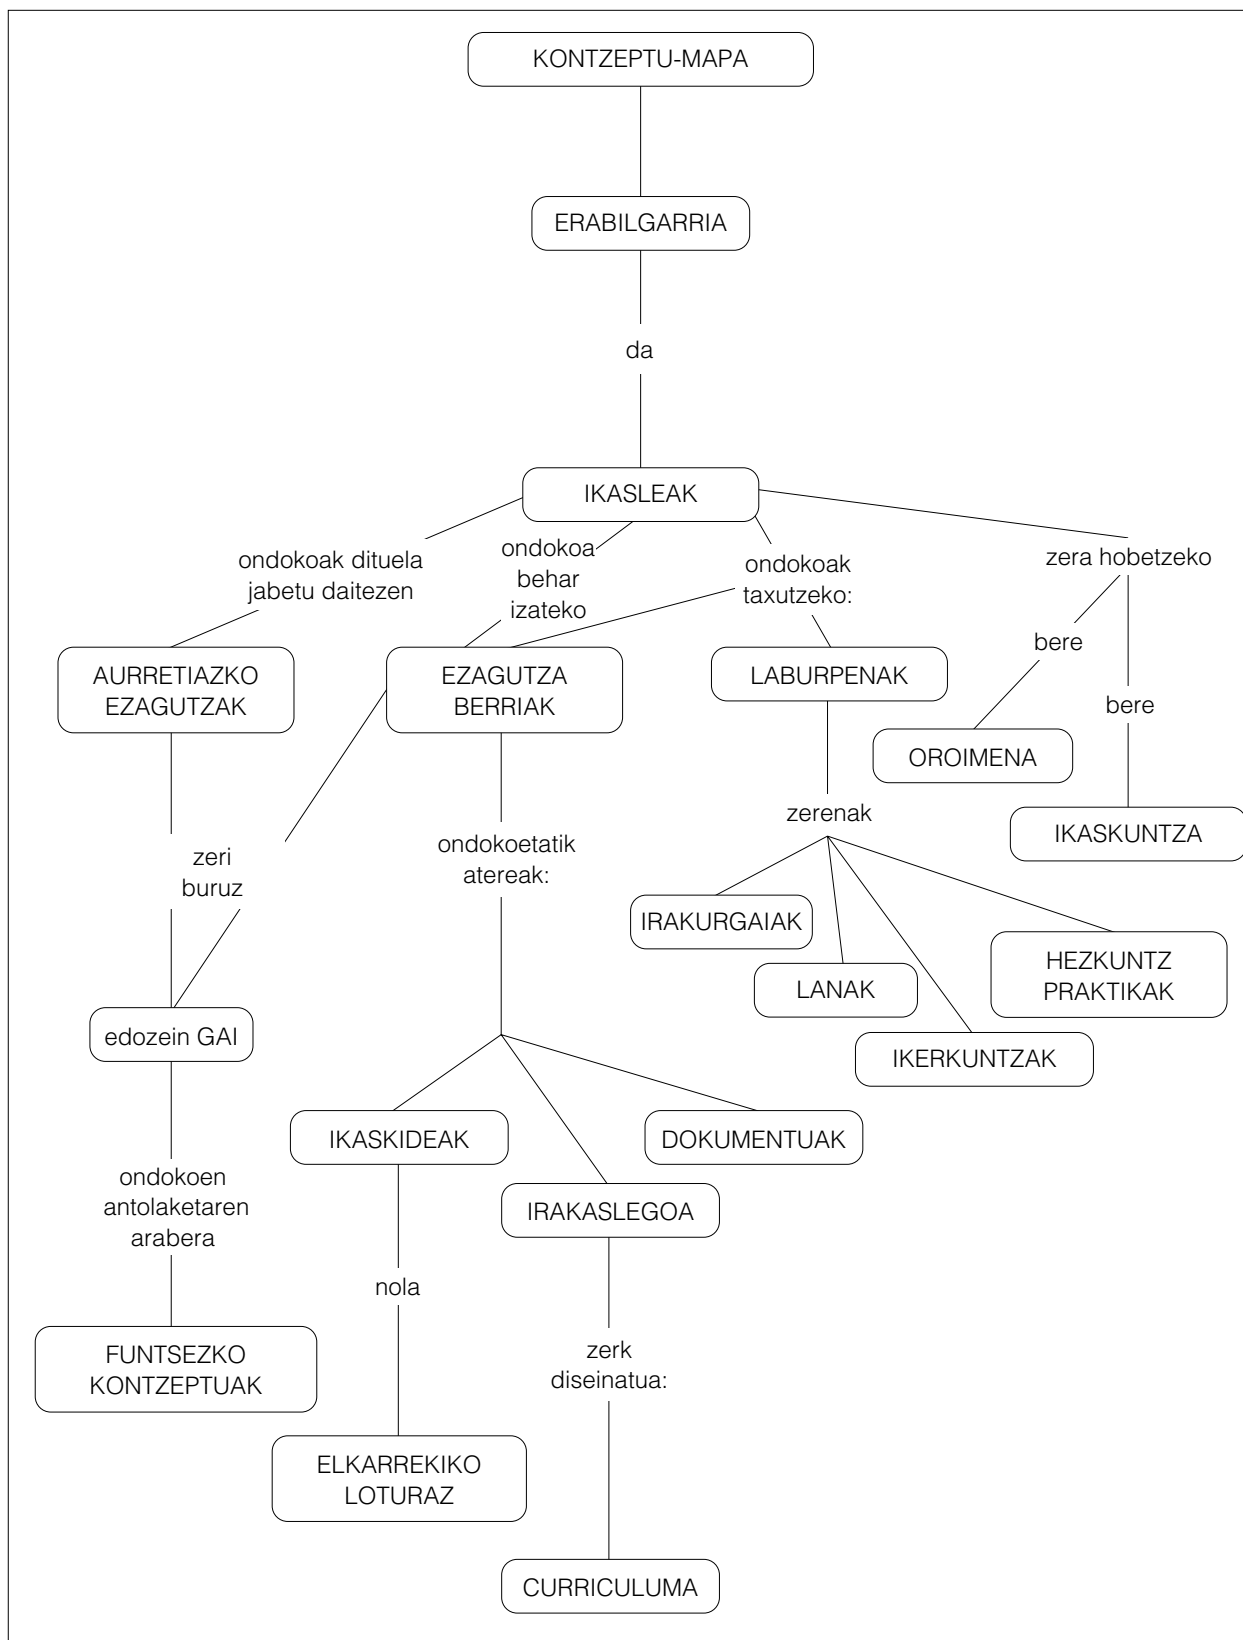 KONTZEPTU-MAPA
ERABILGARRIA
da
IKASLEAK
ondokoak dituela
jabetu daitezen
ondokoa
behar
izateko
ondokoak
taxutzeko:
zera hobetzeko
bere
bere
AURRETIAZKO
EZAGUTZAK
EZAGUTZA
BERRIAK
LABURPENAK
OROIMENA
IKASKUNTZA
zeri
buruz
ondokoetatik
atereak:
zerenak
IRAKURGAIAK
LANAK
IKERKUNTZAK
HEZKUNTZ
PRAKTIKAK
edozein GAI
IKASKIDEAK
IRAKASLEGOA
DOKUMENTUAK
ondokoen
antolaketaren
arabera
nola
zerk
diseinatua:
FUNTSEZKO
KONTZEPTUAK
ELKARREKIKO
LOTURAZ
CURRICULUMA